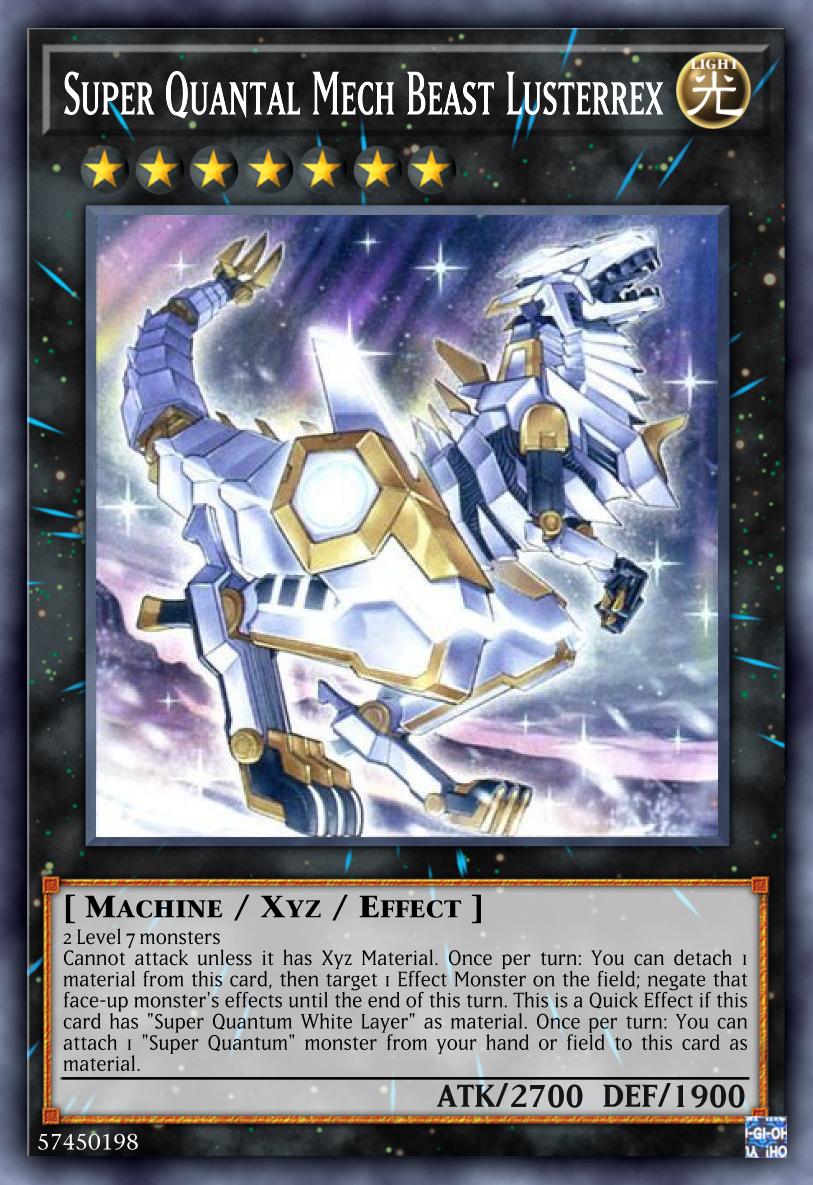 SUPER QUANTAL MECH BEAST LUSTERREX
LIGHT
光
[ MACHINE / XYZ / EFFECT ]
2 Level 7 monsters
Cannot attack unless it has Xyz Material. Once per turn: You can detach 1
material from this card, then target 1 Effect Monster on the field; negate that
face-up monster's effects until the end of this turn. This is a Quick Effect if this
card has "Super Quantum White Layer" as material. Once per turn: You can
attach 1 "Super Quantum" monster from your hand or field to this card as
material.
ATK/2700 DEF/1900
57450198